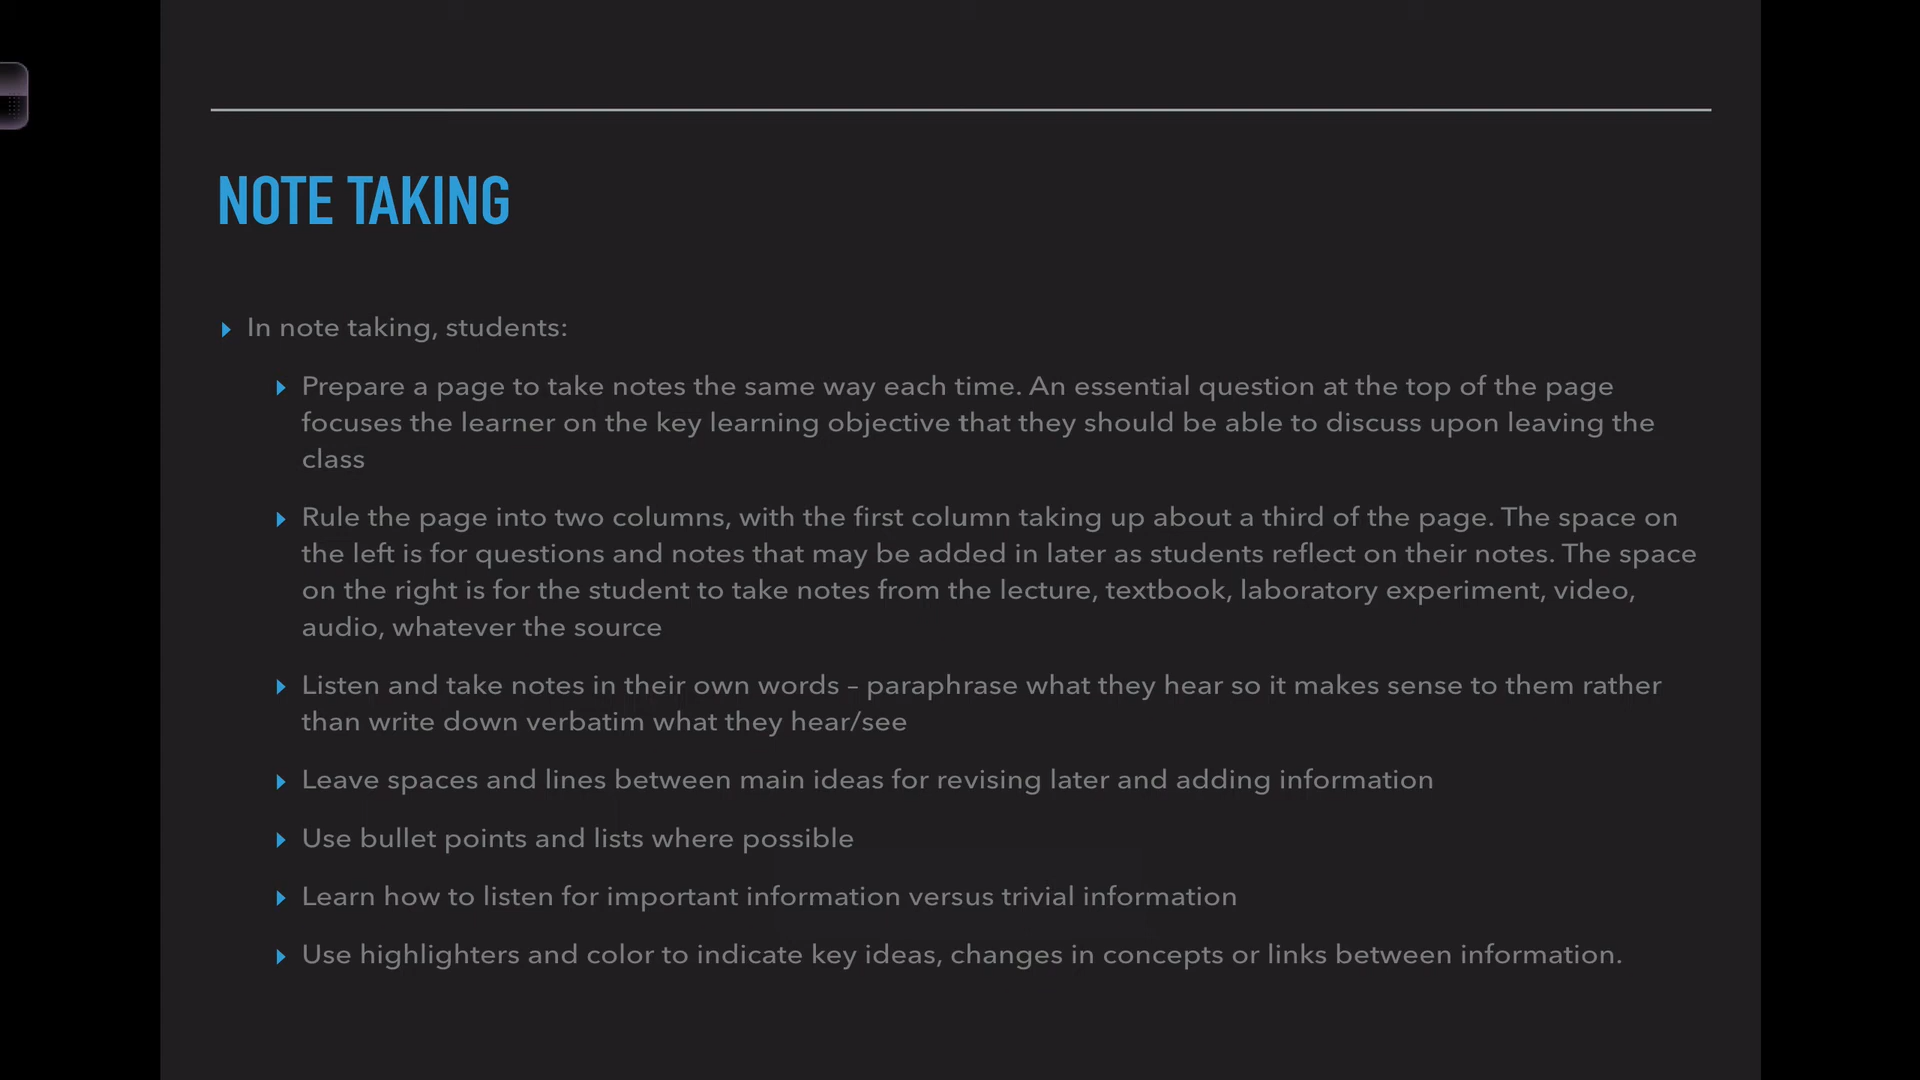 NOTE TAKING
In note taking, students:
Prepare a page to take notes the same way each time. An essential question at the top of the page
focuses the learner on the key learning objective that they should be able to discuss upon leaving the
class
Rule the page into two columns, with the first column taking up about a third of the page. The space on
the left is for questions and notes that may be added in later as students reflect on their notes. The space
on the right is for the student to take notes from the lecture, textbook, laboratory experiment, video,
audio, whatever the source
Listen and take notes in their own words – paraphrase what they hear so it makes sense to them rather
than write down verbatim what they hear/see
Leave spaces and lines between main ideas for revising later and adding information
Use bullet points and lists where possible
Learn how to listen for important information versus trivial information
Use highlighters and color to indicate key ideas, changes in concepts or links between information.